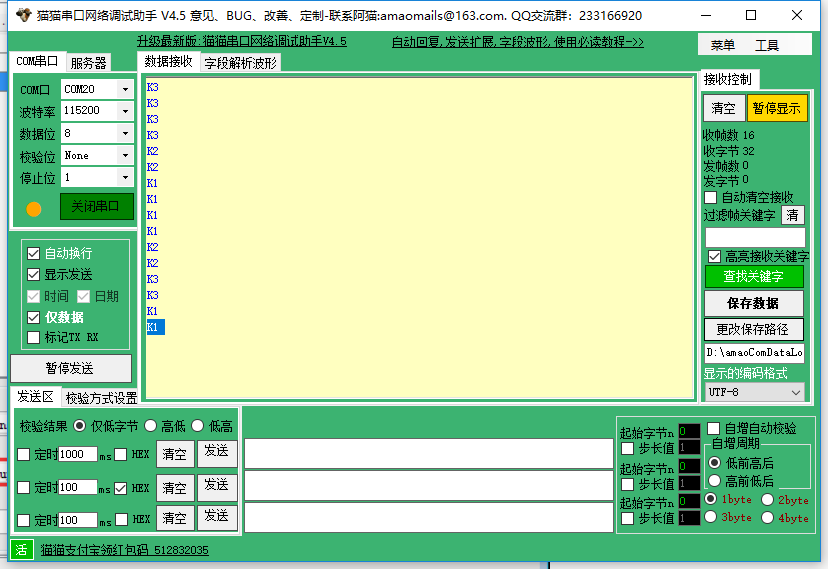 猫猫串口网络调试助手 V4.5 意见、BUG、改善、定制-联系阿猫:amaomails@163.com. QQ交流群：233166920
升级最新版:猫猫串口网络调试助手V4.5
自动回复,发送扩展,字段波形,使用必读教程-->>
菜单 工具
COM串口 服务器
COM口 COM20
波特率 115200
数据位 8
校验位 None
停止位 1
关闭串口
自动换行
显示发送
时间 日期
仅数据
标记TX RX
暂停发送
数据接收 字段解析波形
K3
K3
K3
K3
K2
K2
K1
K1
K1
K1
K2
K2
K3
K3
K1
K1
接收控制
清空 暂停显示
收帧数 16
收字节 32
发帧数 0
发字节 0
自动清空接收
过滤帧关键字 清
高亮接收关键字
查找关键字
保存数据
更改保存路径
D:\amaoComDataLo
显示的编码格式
UTF-8
发送区 校验方式设置
校验结果 仅低字节 高低 低高
定时 1000 ms HEX 清空 发送
定时 100 ms HEX 清空 发送
定时 100 ms HEX 清空 发送
起始字节n 0
步长值 1
起始字节n 0
步长值 1
起始字节n 0
步长值 1
自增自动校验
自增周期
低前高后
高前低后
1byte 2byte
3byte 4byte
活 猫猫支付宝领红包码 512832035